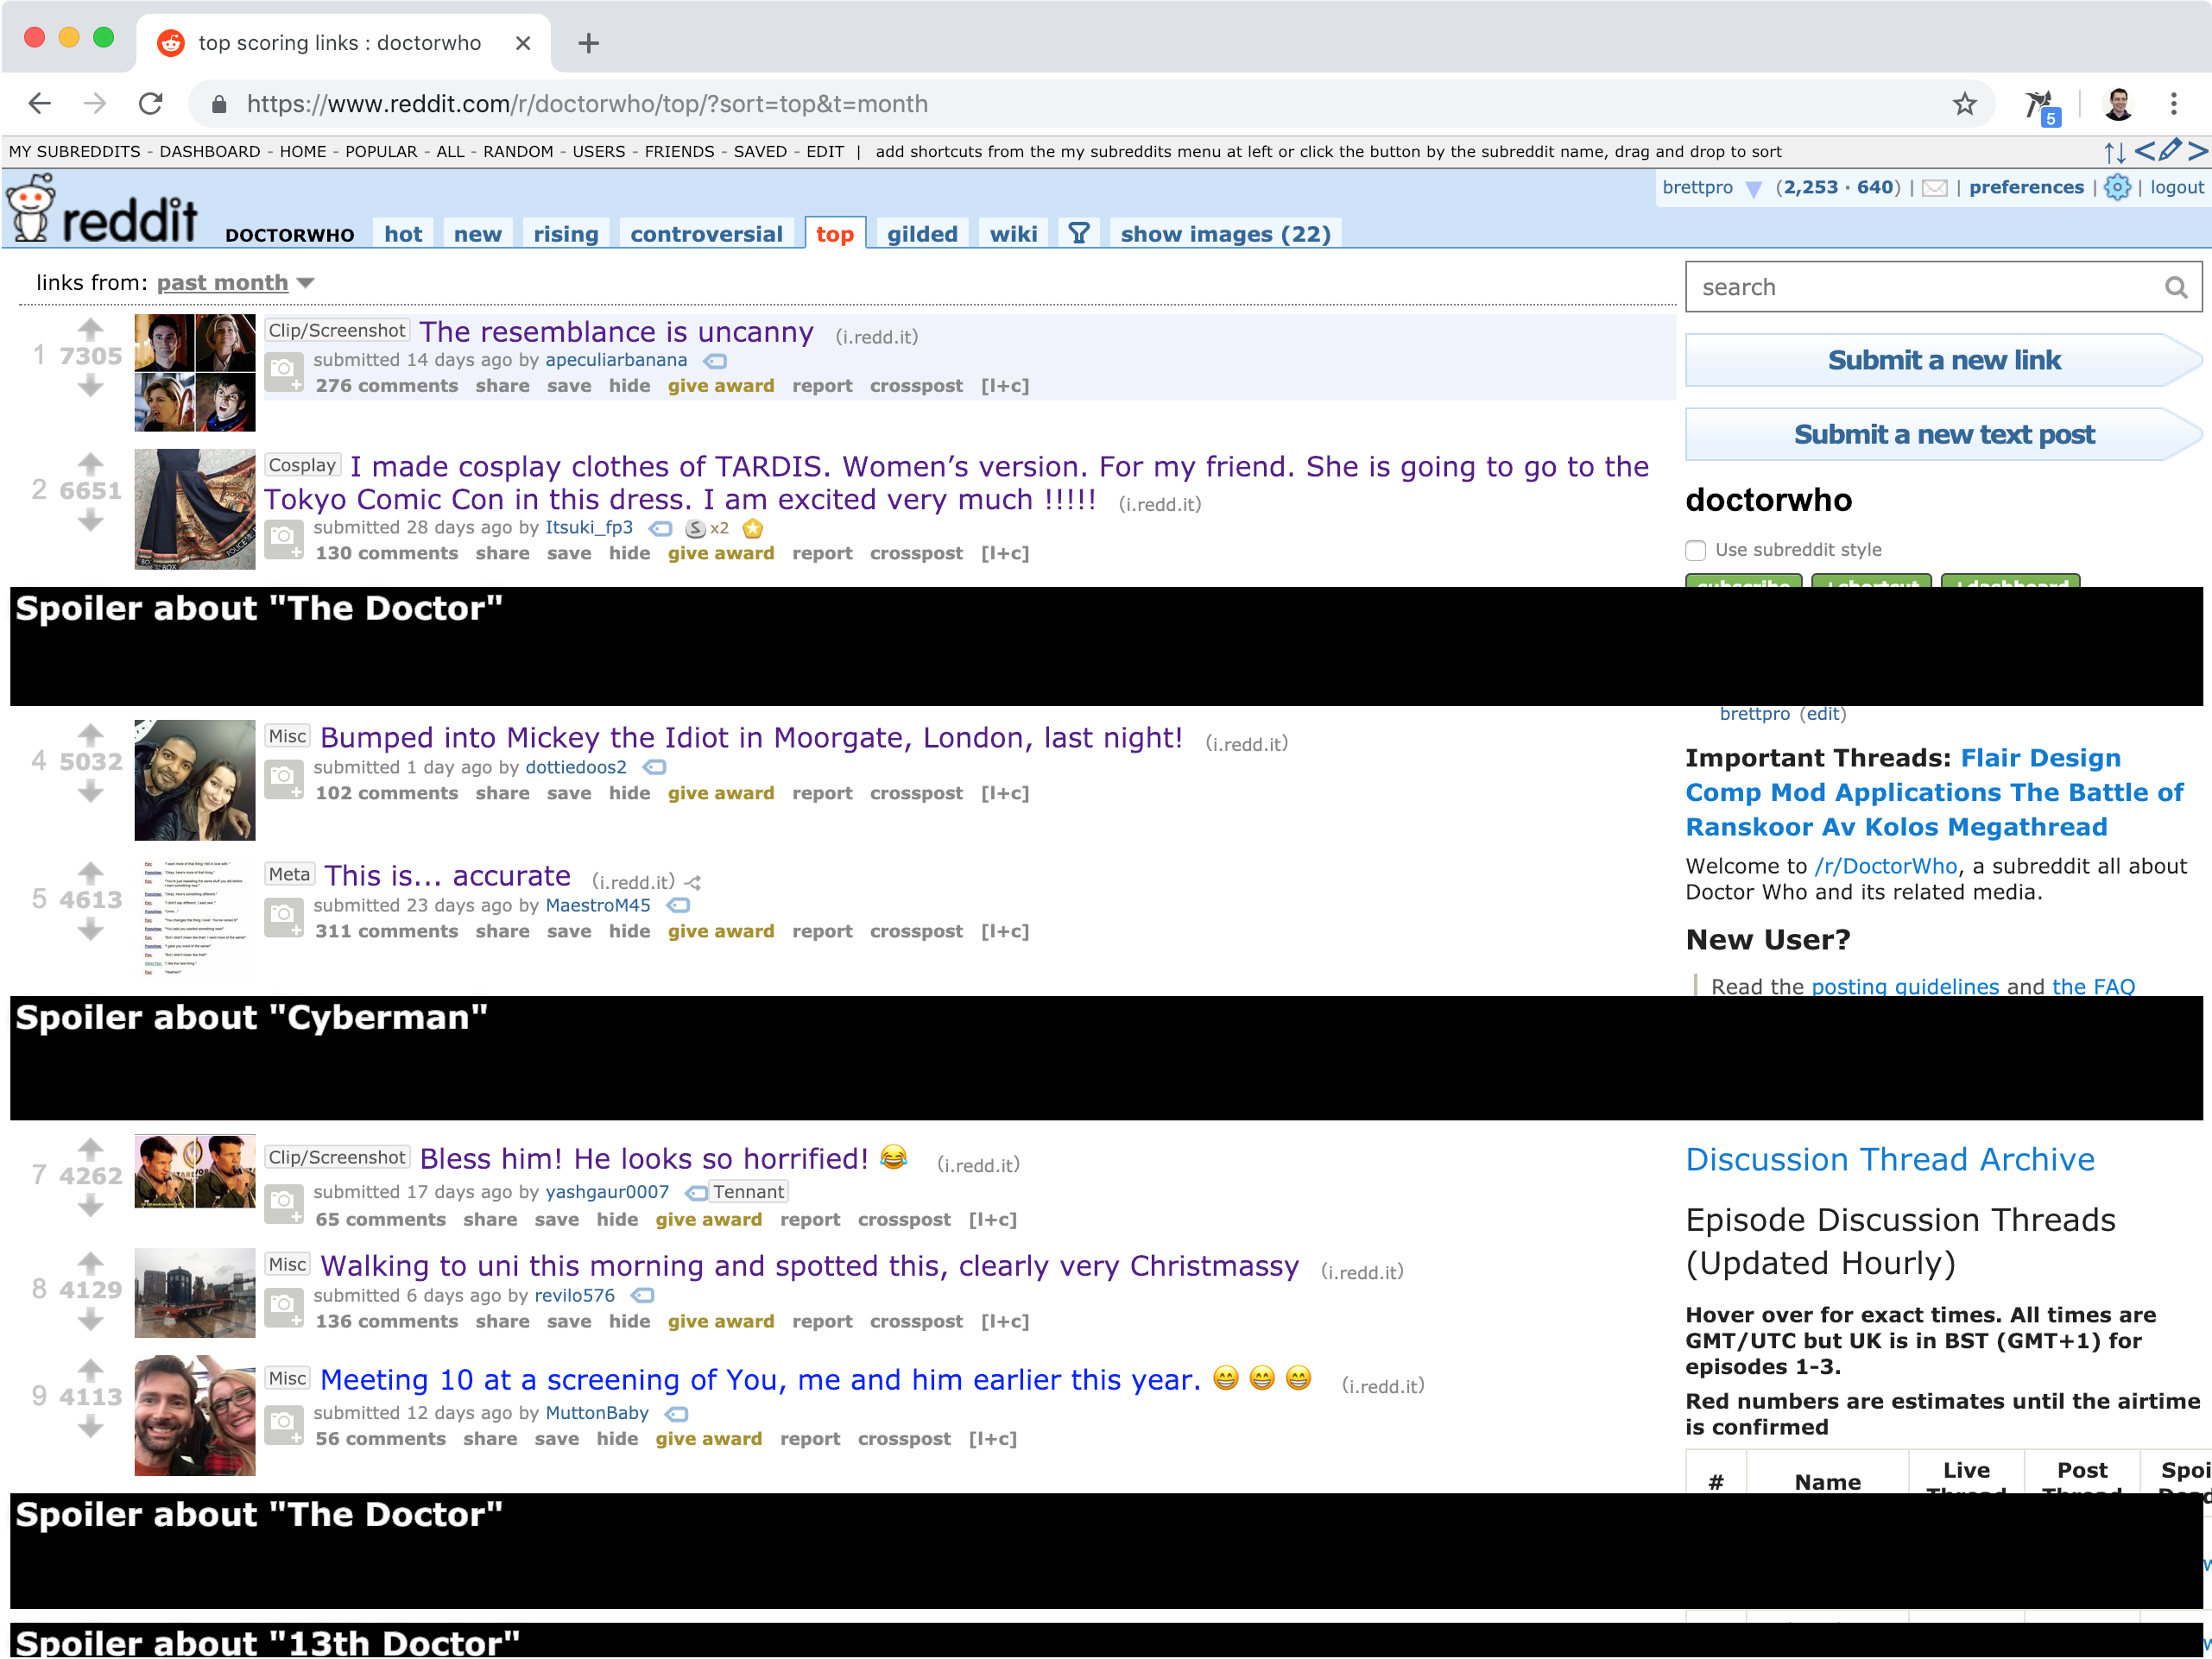 top scoring links : doctorwho
https://www.reddit.com/r/doctorwho/top/?sort=top&t=month
5
MY SUBREDDITS - DASHBOARD - HOME - POPULAR - ALL - RANDOM - USERS - FRIENDS - SAVED - EDIT | add shortcuts from the my subreddits menu at left or click the button by the subreddit name, drag and drop to sort
brettpro (2,253 · 640) | | preferences | | logout
reddit DOCTORWHO hot new rising controversial top gilded wiki show images (22)
links from: past month
1 7305
Clip/Screenshot The resemblance is uncanny (i.redd.it)
submitted 14 days ago by apeculiarbanana
276 comments share save hide give award report crosspost [l+c]
2 6651
Cosplay I made cosplay clothes of TARDIS. Women’s version. For my friend. She is going to go to the
Tokyo Comic Con in this dress. I am excited very much !!!!! (i.redd.it)
submitted 28 days ago by Itsuki_fp3 x2
130 comments share save hide give award report crosspost [l+c]
Spoiler about "The Doctor"
4 5032
Misc Bumped into Mickey the Idiot in Moorgate, London, last night! (i.redd.it)
submitted 1 day ago by dottiedoos2
102 comments share save hide give award report crosspost [l+c]
5 4613
Meta This is... accurate (i.redd.it)
submitted 23 days ago by MaestroM45
311 comments share save hide give award report crosspost [l+c]
Spoiler about "Cyberman"
7 4262
Clip/Screenshot Bless him! He looks so horrified! 😂 (i.redd.it)
submitted 17 days ago by yashgaur0007 Tennant
65 comments share save hide give award report crosspost [l+c]
8 4129
Misc Walking to uni this morning and spotted this, clearly very Christmassy (i.redd.it)
submitted 6 days ago by revilo576
136 comments share save hide give award report crosspost [l+c]
9 4113
Misc Meeting 10 at a screening of You, me and him earlier this year. 😁 😁 😁 (i.redd.it)
submitted 12 days ago by MuttonBaby
56 comments share save hide give award report crosspost [l+c]
Spoiler about "The Doctor"
Spoiler about "13th Doctor"
search
Submit a new link
Submit a new text post
doctorwho
Use subreddit style
subscribe +shortcut +dashboard
brettpro (edit)
Important Threads: Flair Design
Comp Mod Applications The Battle of
Ranskoor Av Kolos Megathread
Welcome to /r/DoctorWho, a subreddit all about
Doctor Who and its related media.
New User?
Read the posting guidelines and the FAQ
Discussion Thread Archive
Episode Discussion Threads
(Updated Hourly)
Hover over for exact times. All times are
GMT/UTC but UK is in BST (GMT+1) for
episodes 1-3.
Red numbers are estimates until the airtime
is confirmed
# Name Live Thread Post Thread